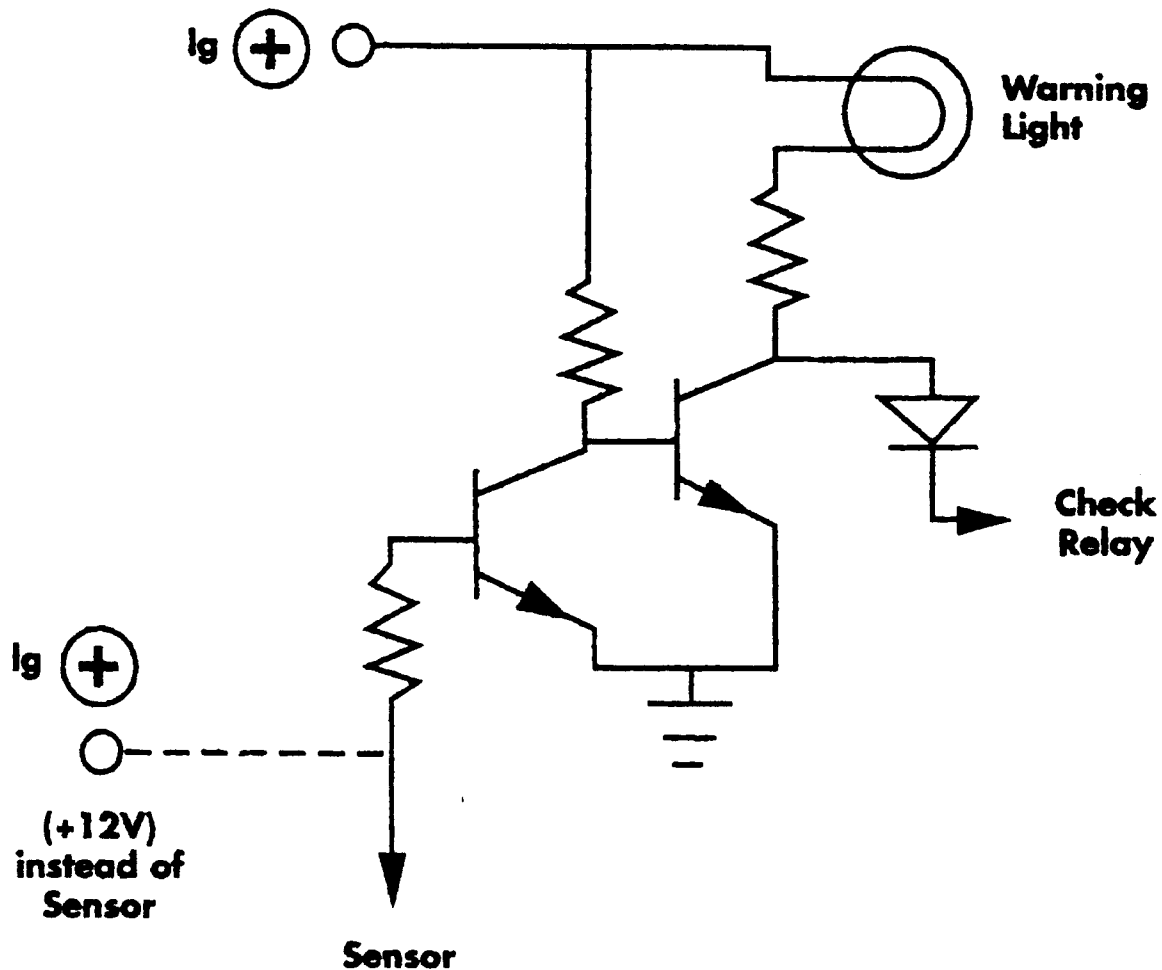 Ig +
Warning
Light
Check
Relay
Ig +
(+12V)
instead of
Sensor
Sensor